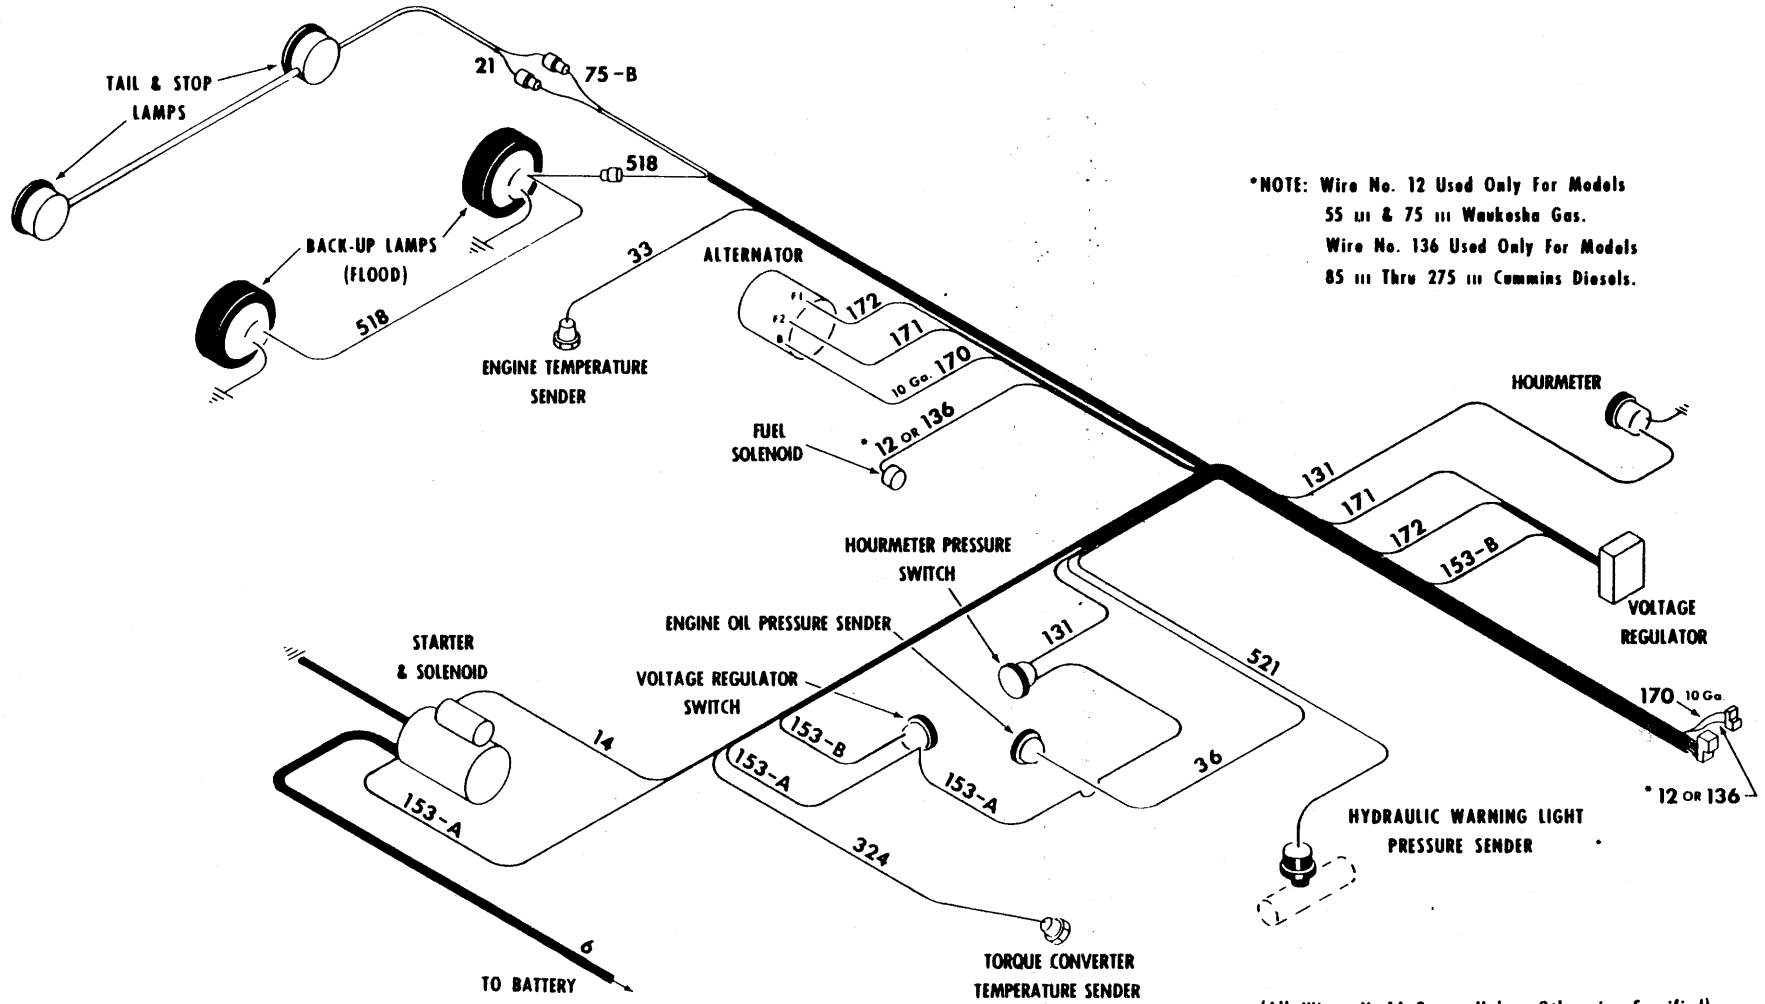 21
75-B
TAIL & STOP
LAMPS
518
*NOTE: Wire No. 12 Used Only For Models
55 III & 75 III Waukesha Gas.
Wire No. 136 Used Only For Models
85 III Thru 275 III Cummins Diesels.
BACK-UP LAMPS
(FLOOD)
33
ALTERNATOR
F1
F2
B
172
171
10 Ga. 170
518
ENGINE TEMPERATURE
SENDER
* 12 OR 136
FUEL
SOLENOID
HOURMETER
131
171
172
153-B
VOLTAGE
REGULATOR
HOURMETER PRESSURE
SWITCH
ENGINE OIL PRESSURE SENDER
131
521
STARTER
& SOLENOID
VOLTAGE REGULATOR
SWITCH
170 10 Ga.
* 12 OR 136
14
153-B
153-A
153-A
36
153-A
324
HYDRAULIC WARNING LIGHT
PRESSURE SENDER
6
TO BATTERY
TORQUE CONVERTER
TEMPERATURE SENDER